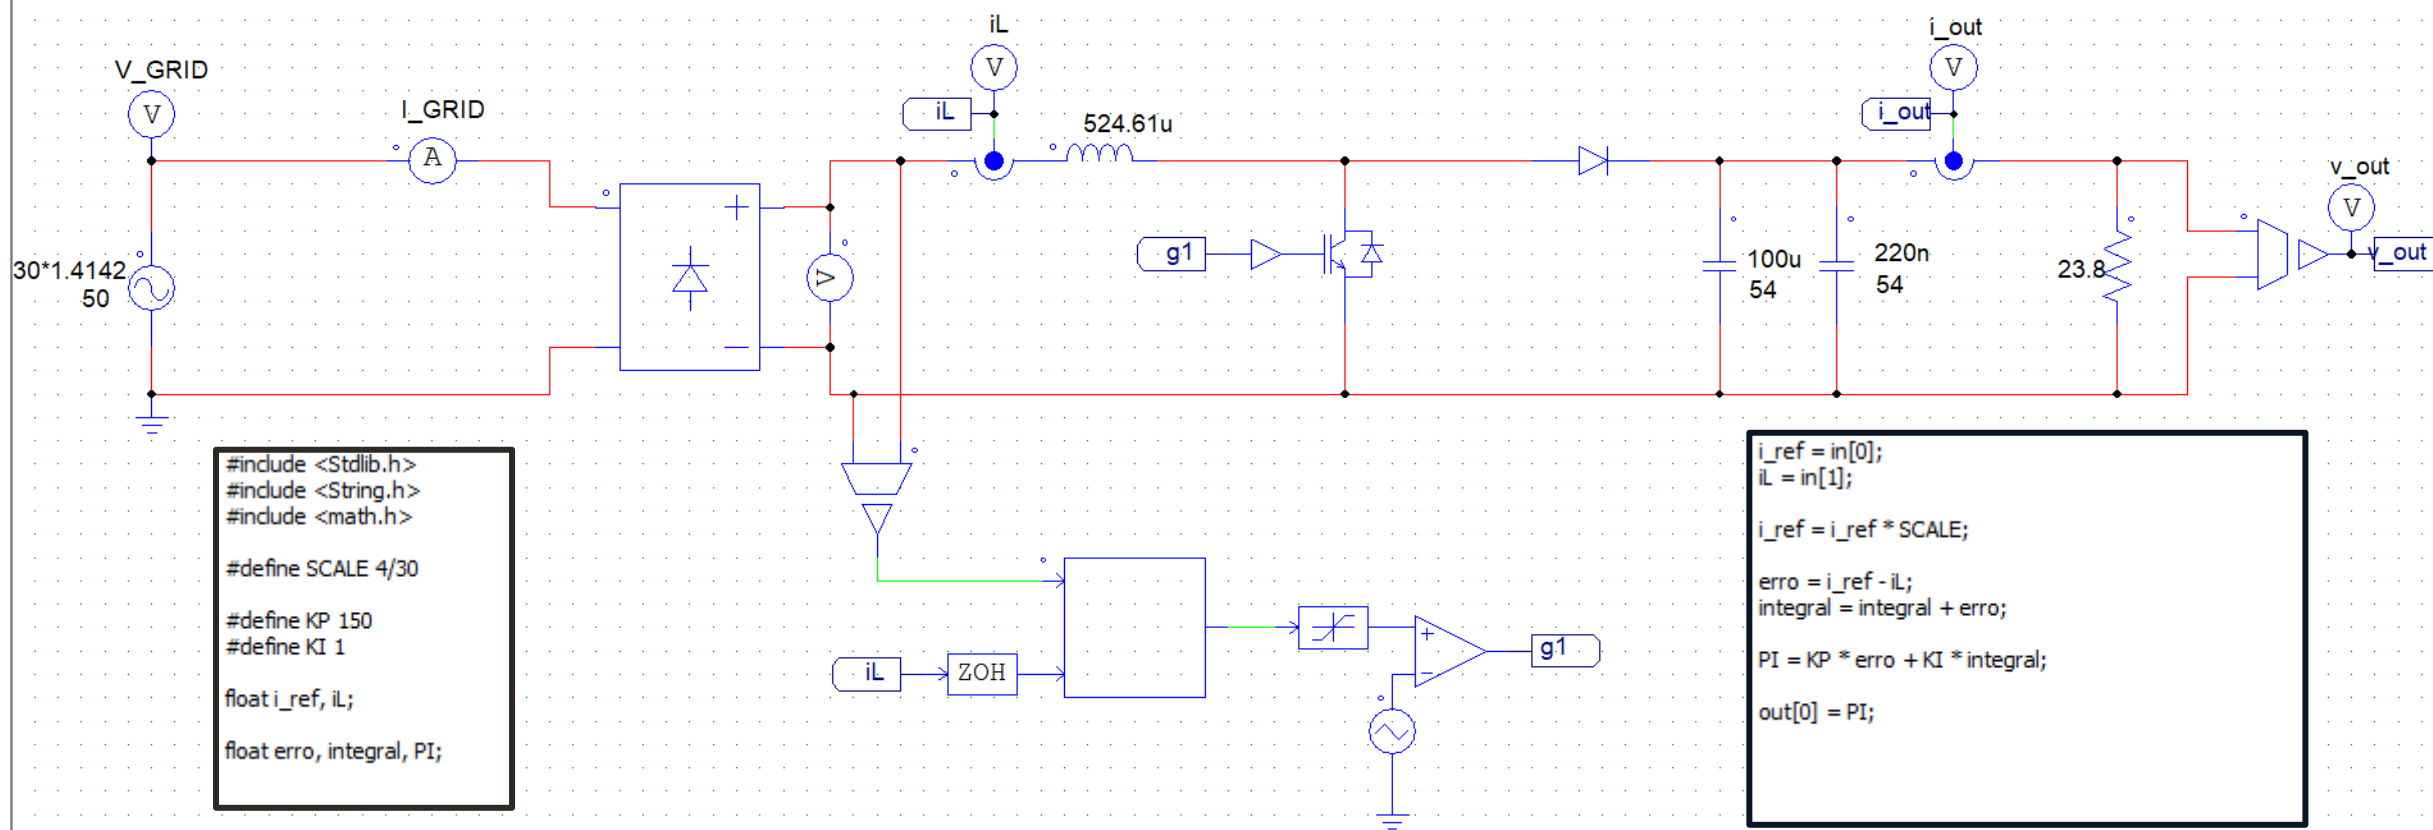 iL
i_out
V
V
V_GRID
I_GRID
V
A
iL
524.61u
i_out
v_out
V
30*1.4142
50
V
g1
100u
54
220n
54
23.8
v_out
#include <Stdlib.h>
#include <String.h>
#include <math.h>
#define SCALE 4/30
#define KP 150
#define KI 1
float i_ref, iL;
float erro, integral, PI;
iL
ZOH
g1
i_ref = in[0];
iL = in[1];
i_ref = i_ref * SCALE;
erro = i_ref - iL;
integral = integral + erro;
PI = KP * erro + KI * integral;
out[0] = PI;